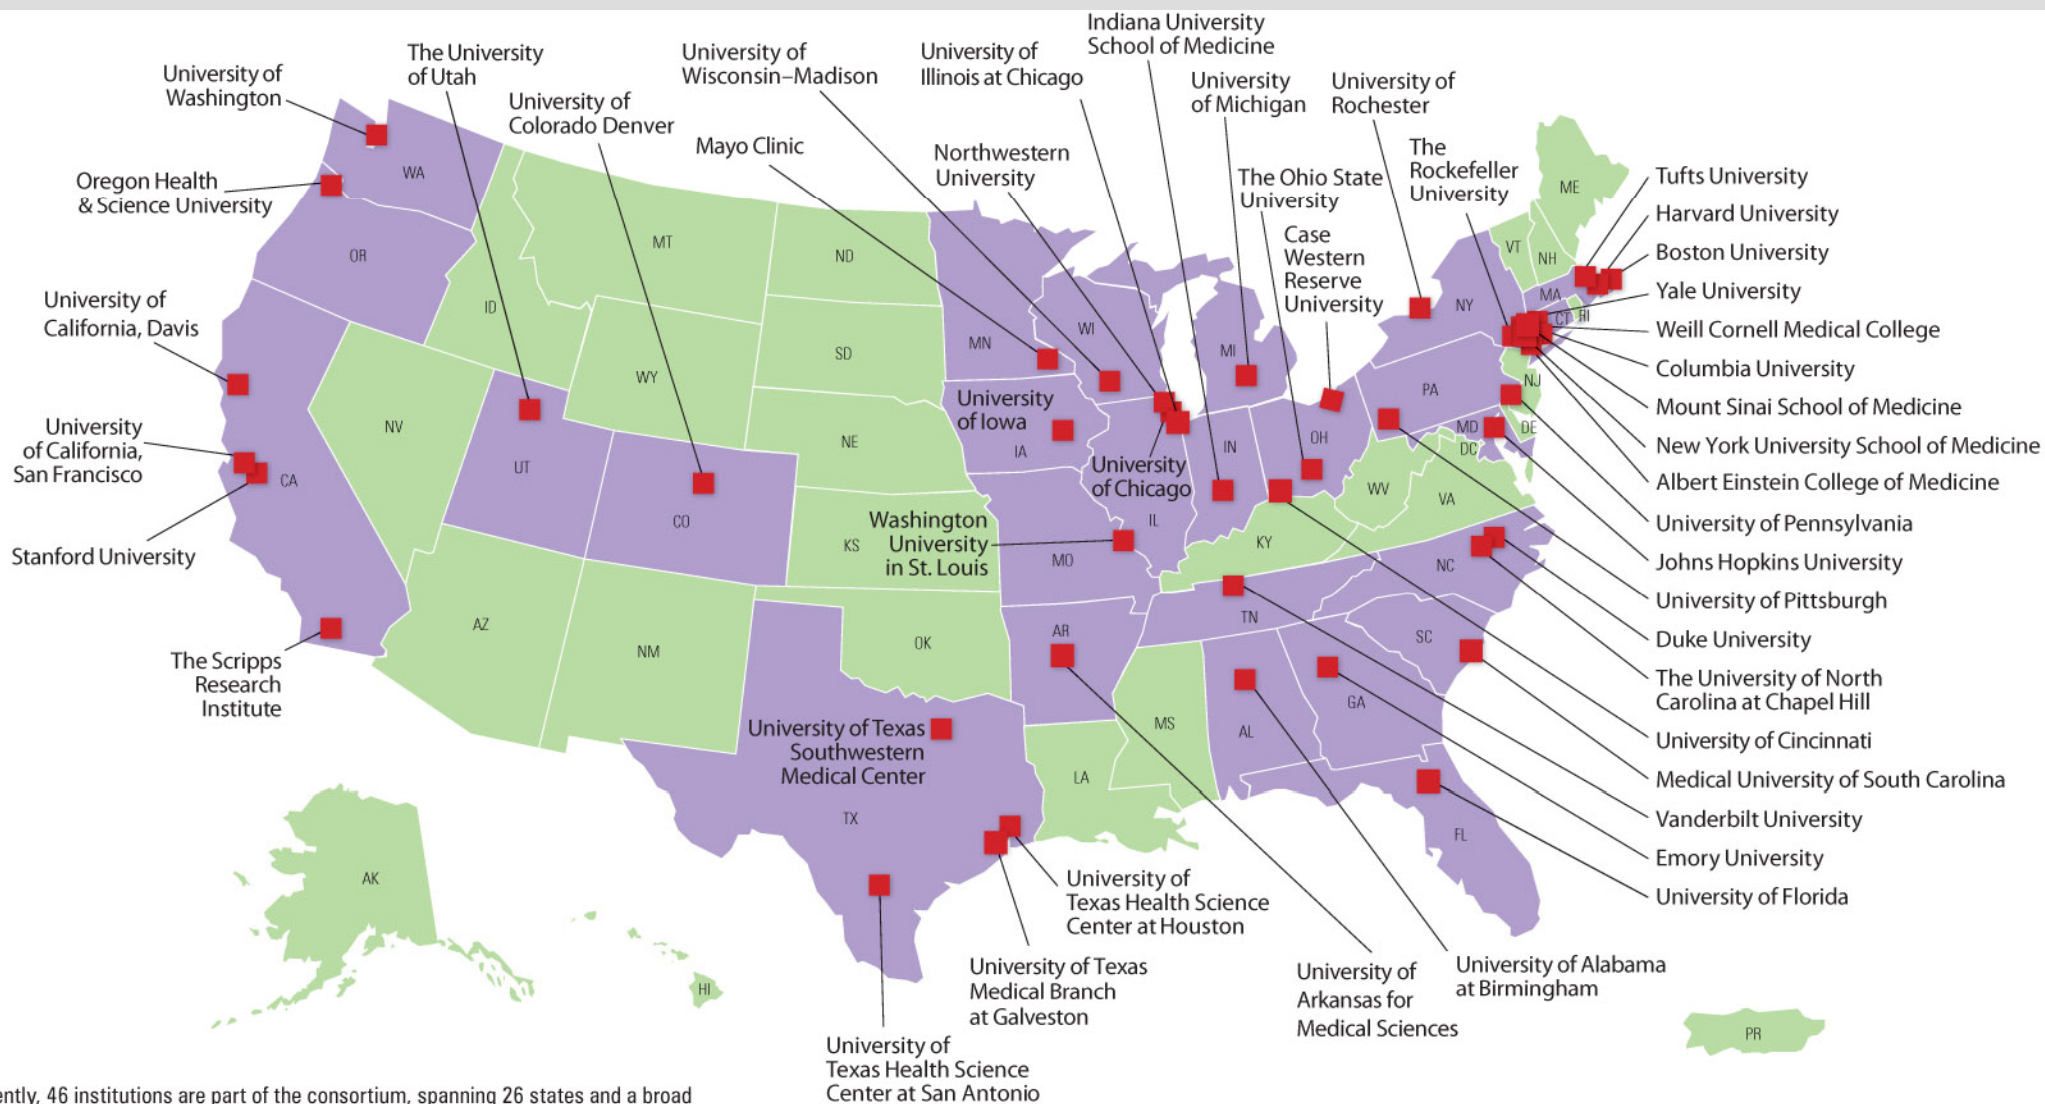 Indiana University
School of Medicine
The University
of Utah
University of
Wisconsin–Madison
University of
Illinois at Chicago
University of
Washington
University
of Michigan
University of
Rochester
University of
Colorado Denver
Mayo Clinic
Northwestern
University
The
Rockefeller
University
Oregon Health
& Science University
The Ohio State
University
Case
Western
Reserve
University
Tufts University
Harvard University
Boston University
Yale University
Weill Cornell Medical College
Columbia University
Mount Sinai School of Medicine
New York University School of Medicine
Albert Einstein College of Medicine
University of Pennsylvania
Johns Hopkins University
University of Pittsburgh
Duke University
The University of North
Carolina at Chapel Hill
University of Cincinnati
Medical University of South Carolina
Vanderbilt University
Emory University
University of Florida
University of
California, Davis
University
of California,
San Francisco
Stanford University
The Scripps
Research
Institute
University
of Iowa
University
of Chicago
Washington
University
in St. Louis
University of Texas
Southwestern
Medical Center
University of
Texas Health Science
Center at Houston
University of Texas
Medical Branch
at Galveston
University of
Texas Health Science
Center at San Antonio
University of
Arkansas for
Medical Sciences
University of Alabama
at Birmingham
WA
OR
CA
NV
ID
MT
WY
UT
CO
AZ
NM
ND
SD
NE
KS
OK
TX
MN
IA
MO
AR
LA
WI
IL
MS
MI
IN
OH
KY
TN
AL
GA
FL
SC
NC
VA
WV
DC
MD
DE
PA
NJ
NY
CT
RI
MA
VT
NH
ME
AK
HI
PR
ently, 46 institutions are part of the consortium, spanning 26 states and a broad